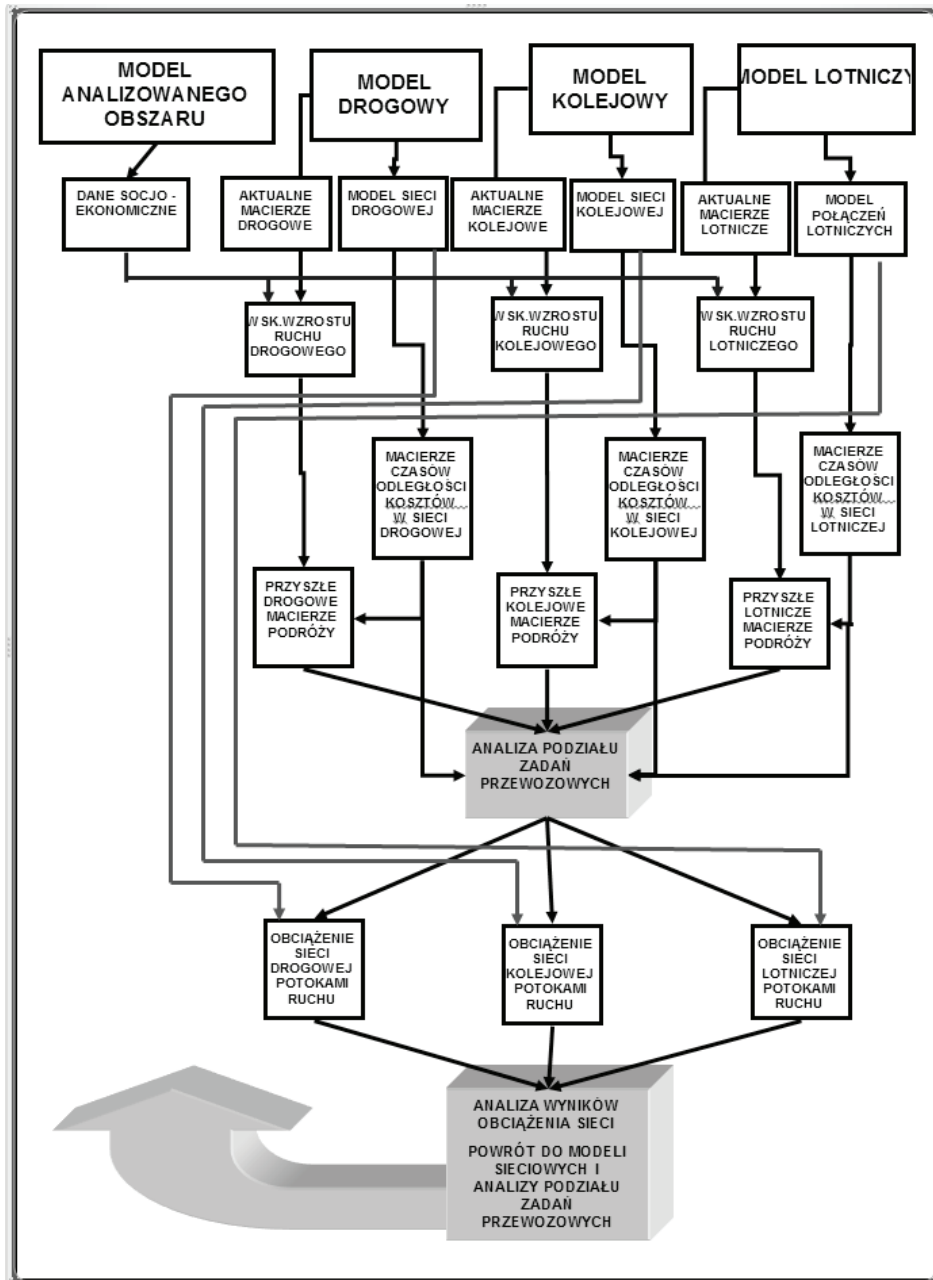 MODEL
ANALIZOWANEGO
OBSZARU
MODEL
DROGOWY
MODEL
KOLEJOWY
MODEL LOTNICZY
DANE SOCJO -
EKONOMICZNE
AKTUALNE
MACIERZE
DROGOWE
MODEL SIECI
DROGOWEJ
AKTUALNE
MACIERZE
KOLEJOWE
MODEL SIECI
KOLEJOWEJ
AKTUALNE
MACIERZE
LOTNICZE
MODEL
POŁĄCZEŃ
LOTNICZYCH
WSK.WZROSTU
RUCHU
DROGOWEGO
WSK.WZROSTU
RUCHU
KOLEJOWEGO
WSK.WZROSTU
RUCHU
LOTNICZEGO
MACIERZE
CZASÓW
ODLEGŁOŚCI
KOSZTÓW
W SIECI
DROGOWEJ
MACIERZE
CZASÓW
ODLEGŁOŚCI
KOSZTÓW
W SIECI
KOLEJOWEJ
MACIERZE
CZASÓW
ODLEGŁOŚCI
KOSZTÓW
W SIECI
LOTNICZEJ
PRZYSZŁE
DROGOWE
MACIERZE
PODRÓŻY
PRZYSZŁE
KOLEJOWE
MACIERZE
PODRÓŻY
PRZYSZŁE
LOTNICZE
MACIERZE
PODRÓŻY
ANALIZA PODZIAŁU
ZADAŃ
PRZEWOZOWYCH
OBCIĄŻENIE
SIECI
DROGOWEJ
POTOKAMI
RUCHU
OBCIĄŻENIE
SIECI
KOLEJOWEJ
POTOKAMI
RUCHU
OBCIĄŻENIE
SIECI
LOTNICZEJ
POTOKAMI
RUCHU
ANALIZA WYNIKÓW
OBCIĄŻENIA SIECI
POWRÓT DO MODELI
SIECIOWYCH I
ANALIZY PODZIAŁU
ZADAŃ
PRZEWOZOWYCH